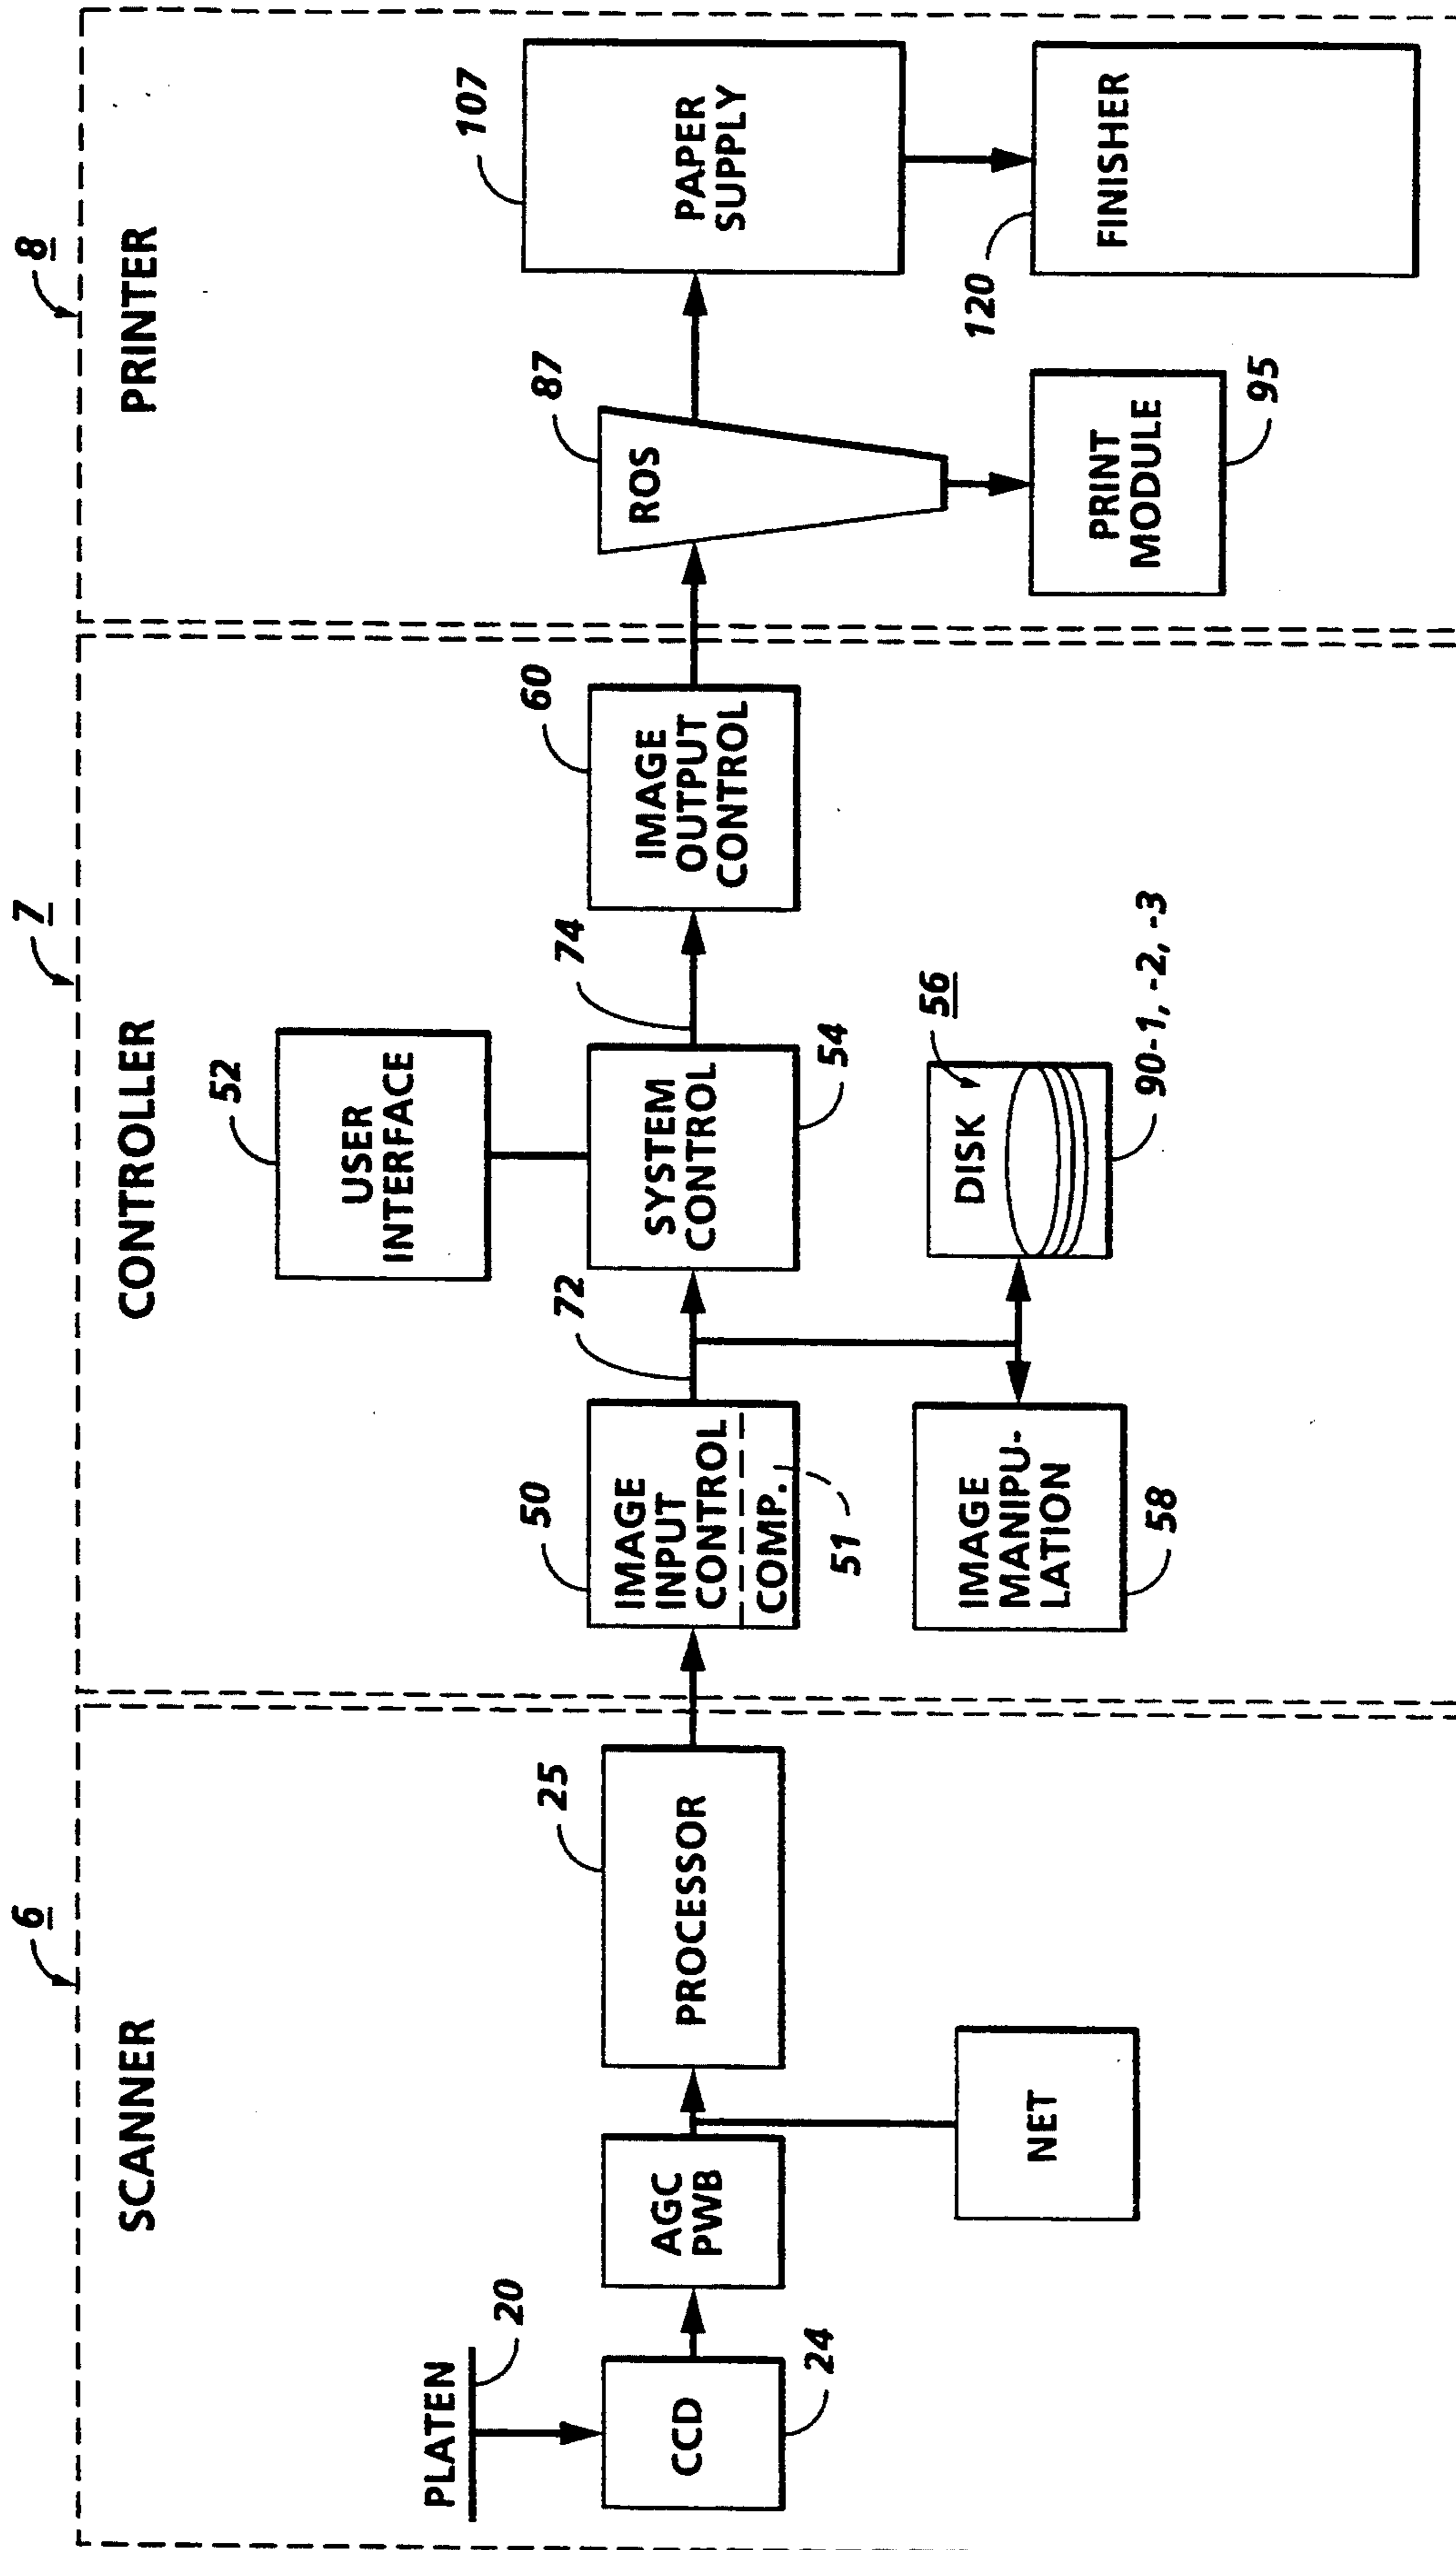 6
SCANNER
PLATEN
20
CCD
24
AGC
PWB
PROCESSOR
25
NET
7
CONTROLLER
USER
INTERFACE
52
IMAGE
INPUT
CONTROL
COMP.
50
51
72
SYSTEM
CONTROL
54
74
IMAGE
OUTPUT
CONTROL
60
IMAGE
MANIPU-
LATION
58
DISK
56
90-1, -2, -3
8
PRINTER
ROS
87
PRINT
MODULE
95
PAPER
SUPPLY
107
FINISHER
120